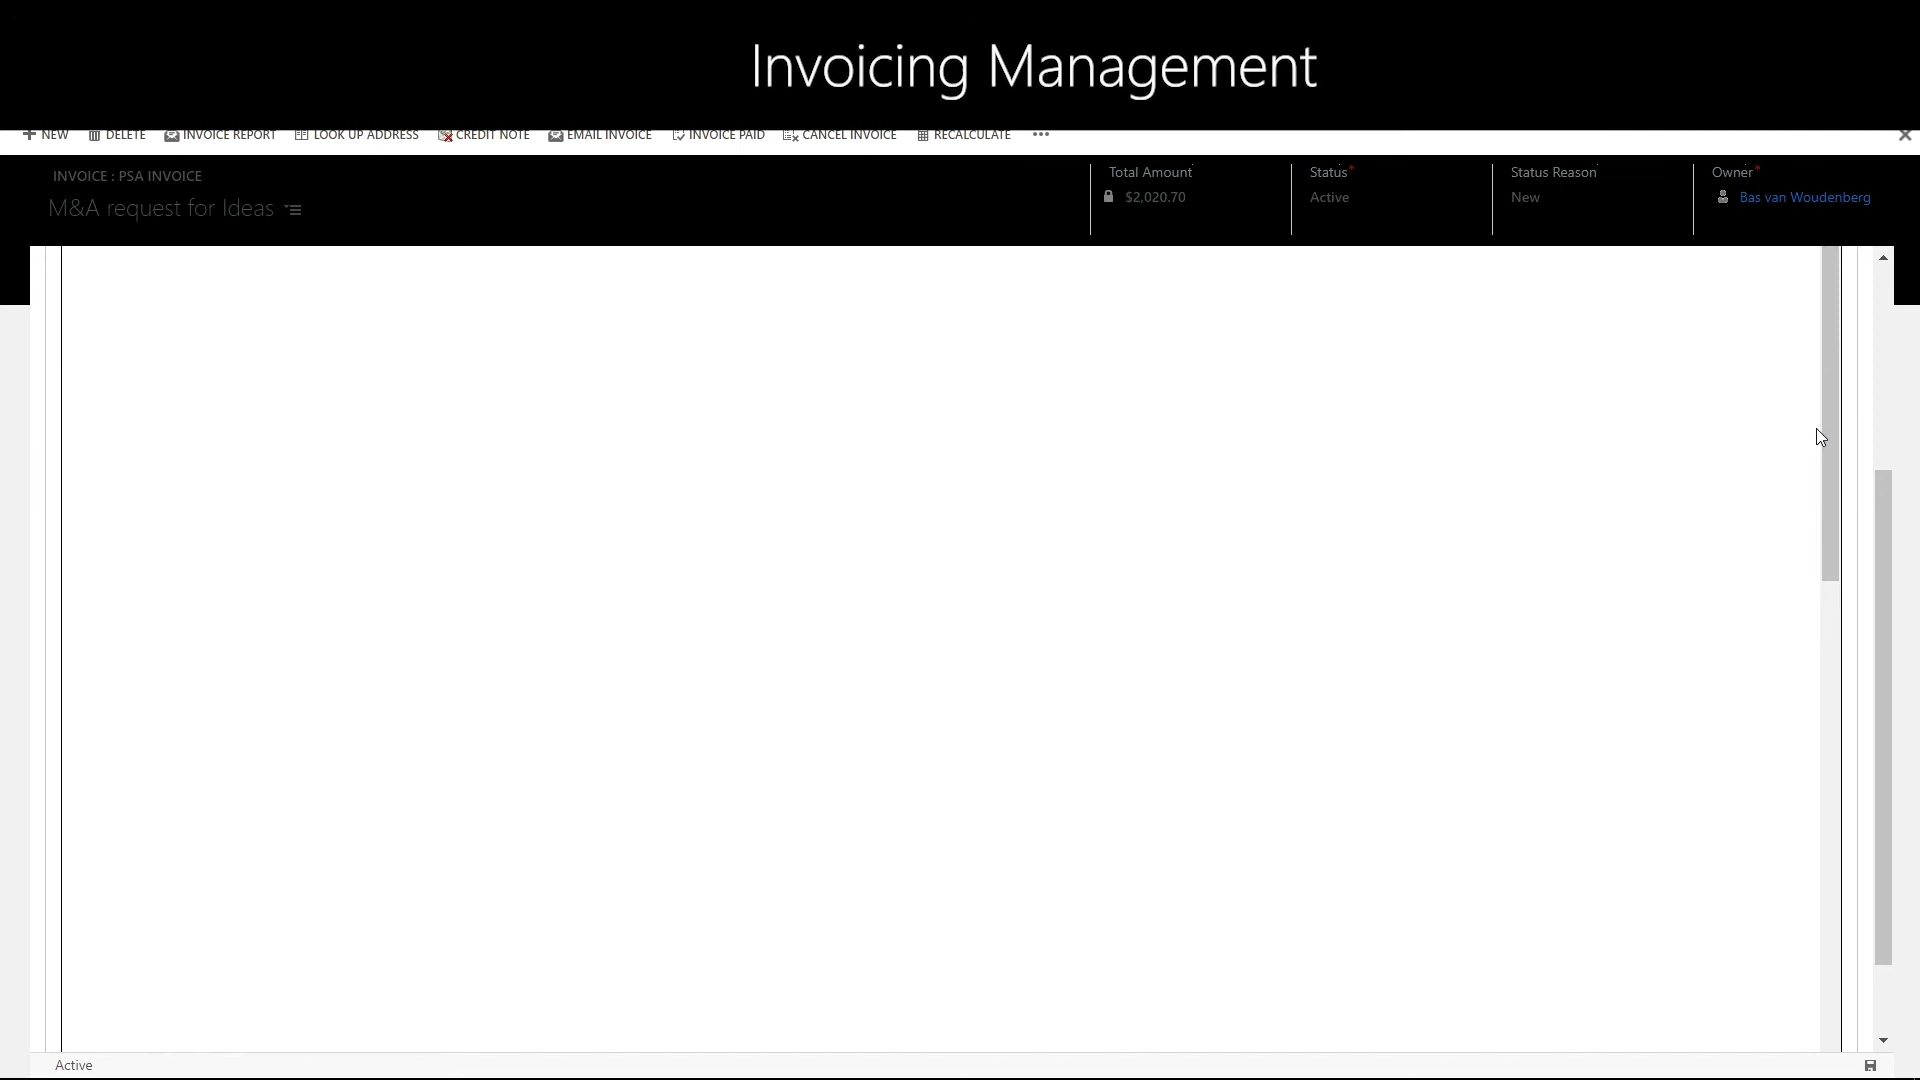 Invoicing Management
NEW DELETE INVOICE REPORT LOOK UP ADDRESS CREDIT NOTE EMAIL INVOICE INVOICE PAID CANCEL INVOICE RECALCULATE •••
INVOICE : PSA INVOICE
M&A request for Ideas
Total Amount
$2,020.70
Status*
Active
Status Reason
New
Owner*
Bas van Woudenberg
Active